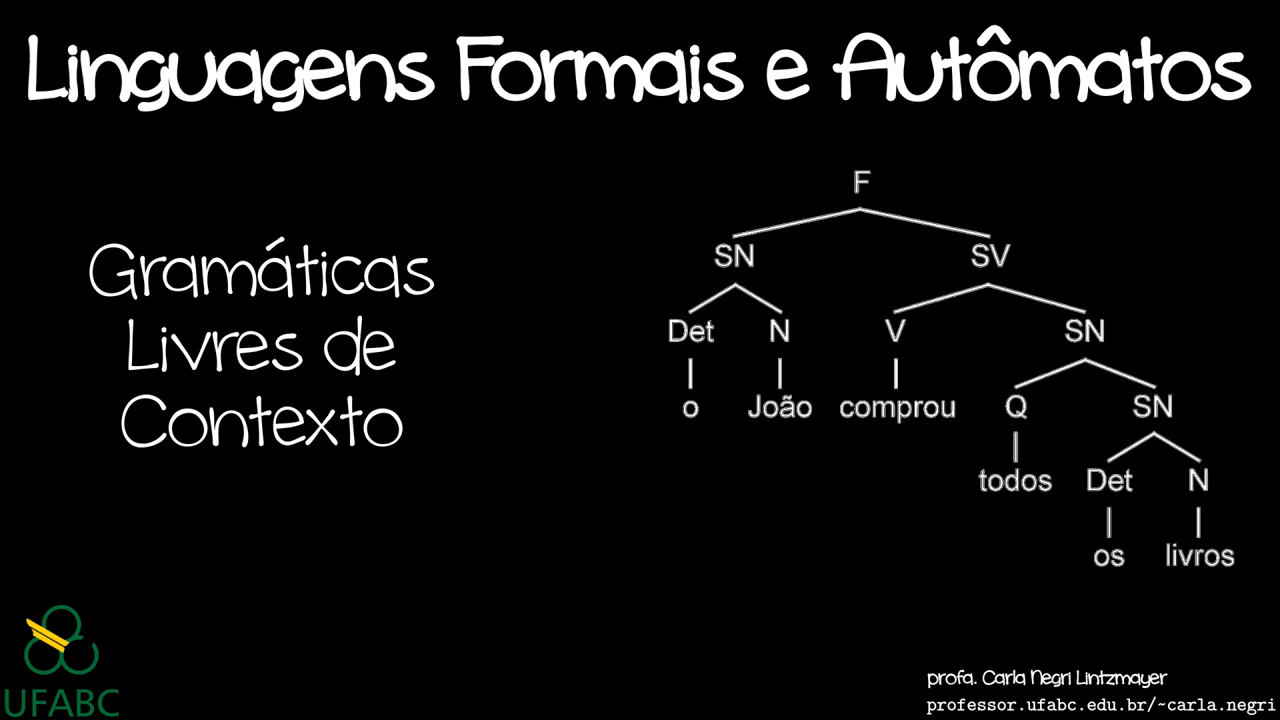 Linguagens Formais e Autômatos
Gramáticas
Livres de
Contexto
F
SN SV
Det N V SN
o João comprou Q SN
todos Det N
os livros
UFABC
profa. Carla Negri Lintzmayer
professor.ufabc.edu.br/~carla.negri